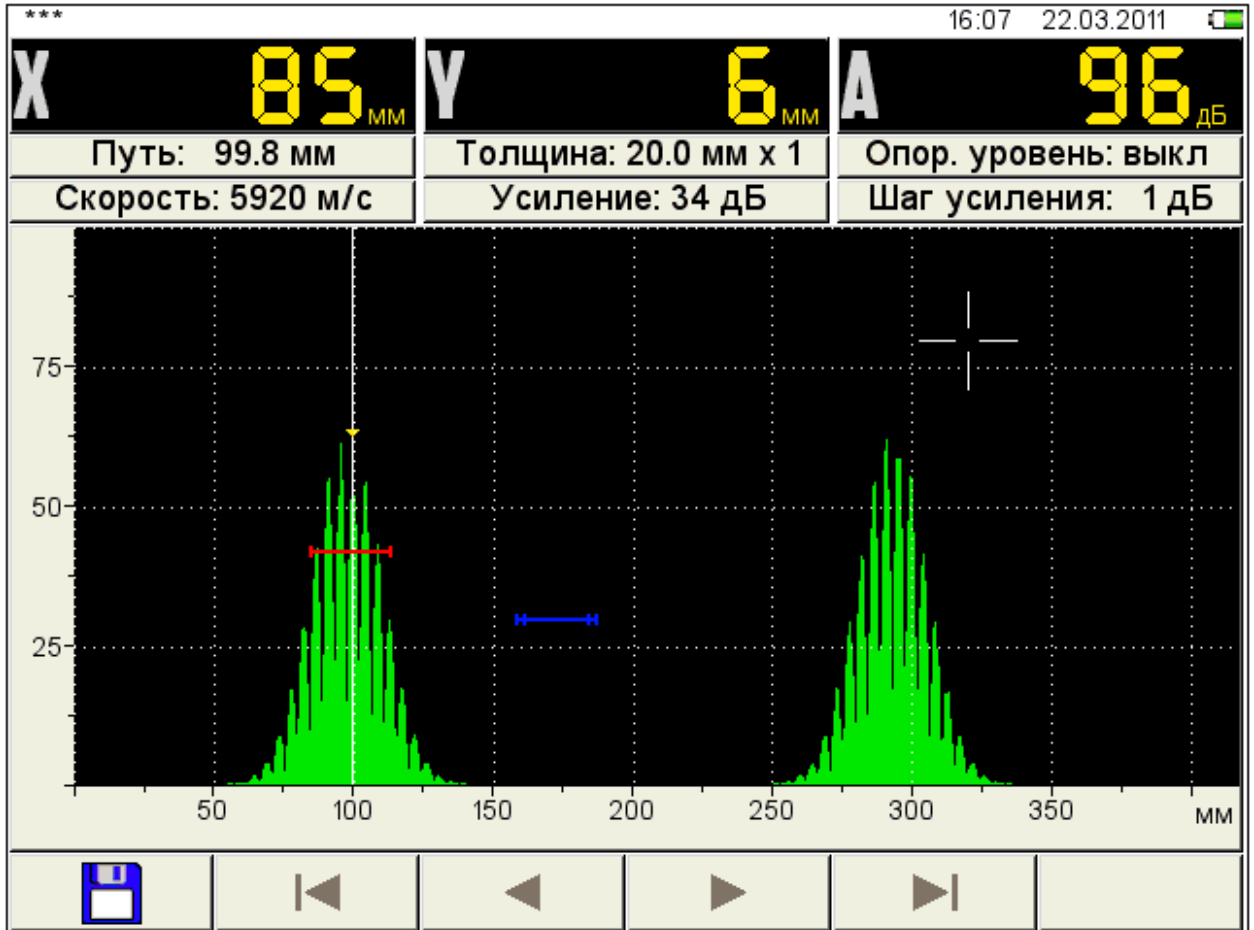 *** 16:07 22.03.2011
X 85 мм Y 6 мм A 96 дБ
Путь: 99.8 мм Толщина: 20.0 мм x 1 Опор. уровень: выкл
Скорость: 5920 м/с Усиление: 34 дБ Шаг усиления: 1 дБ
75
50
25
50 100 150 200 250 300 350 мм